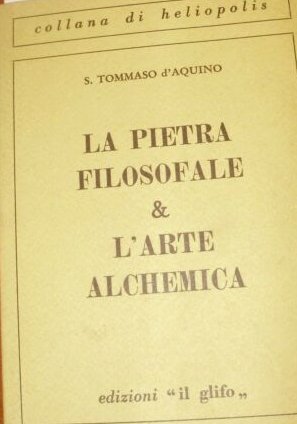 collana di heliopolis
S. TOMMASO d'AQUINO
LA PIETRA
FILOSOFALE
&
L'ARTE
ALCHEMICA
edizioni “il glifo„